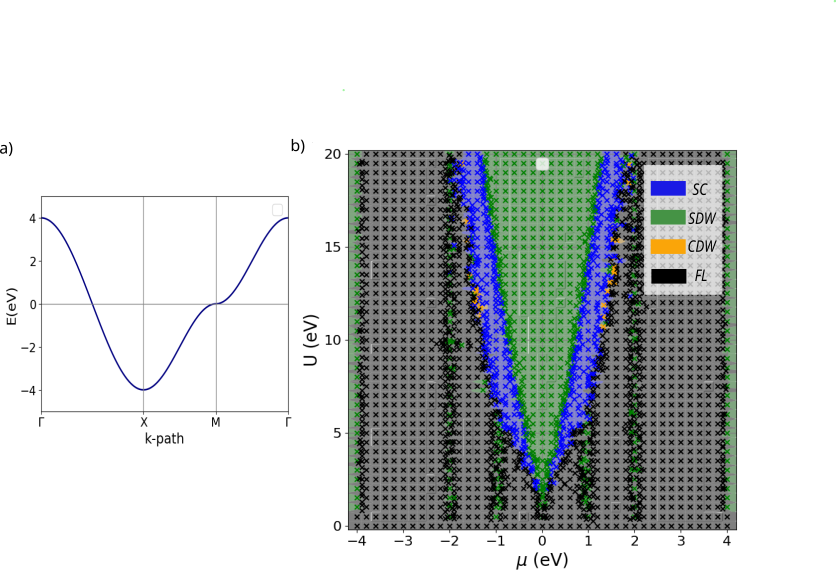 a)
4
2
0
−2
−4
E(eV)
Γ X M Γ
k-path
b)
20
15
10
5
0
U (eV)
−4 −3 −2 −1 0 1 2 3 4
μ (eV)
SC
SDW
CDW
FL